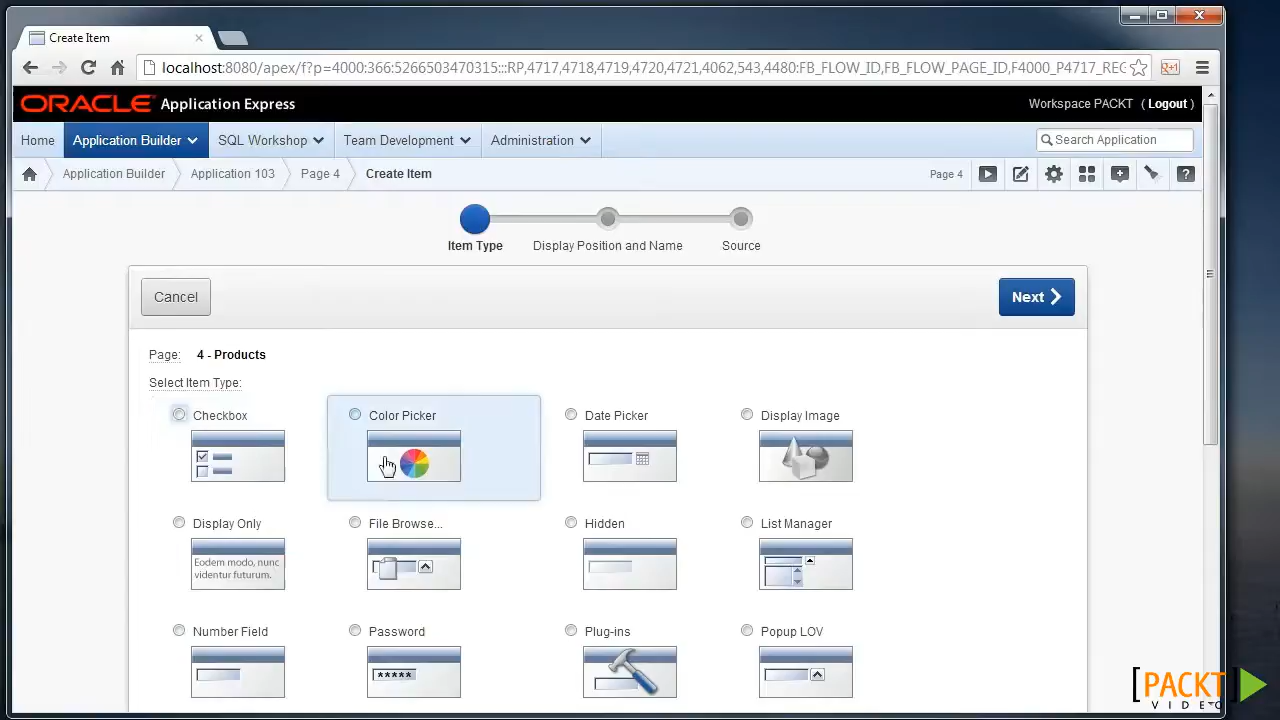 Create Item
localhost:8080/apex/f?p=4000:366:5266503470315:::RP,4717,4718,4719,4720,4721,4062,543,4489:FB_FLOW_ID,FB_FLOW_PAGE_ID,F4000_P4717_REG
ORACLE Application Express
Workspace PACKT ( Logout )
Home
Application Builder
SQL Workshop
Team Development
Administration
Search Application
Application Builder
Application 103
Page 4
Create Item
Page 4
Item Type
Display Position and Name
Source
Cancel
Next
Page: 4 - Products
Select Item Type:
Checkbox
Color Picker
Date Picker
Display Image
Display Only
File Browse...
Hidden
List Manager
Eodem modo, nunc
videntur futurum.
Number Field
Password
Plug-ins
Popup LOV
*****
[PACKT]
VIDEO